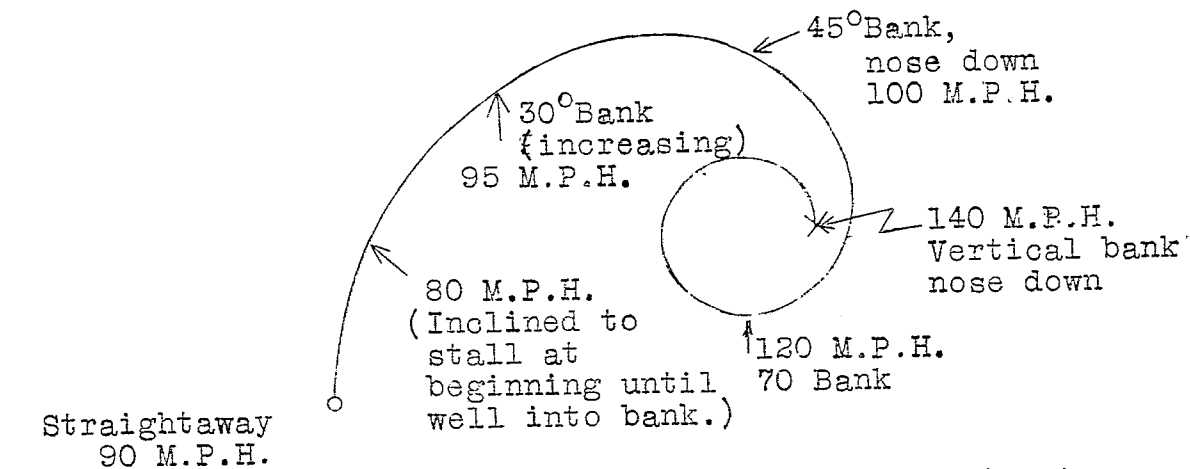 45°Bank,
nose down
100 M.P.H.
30°Bank
(increasing)
95 M.P.H.
140 M.P.H.
Vertical bank
nose down
80 M.P.H.
(Inclined to
stall at
beginning until
well into bank.)
120 M.P.H.
70 Bank
Straightaway
90 M.P.H.